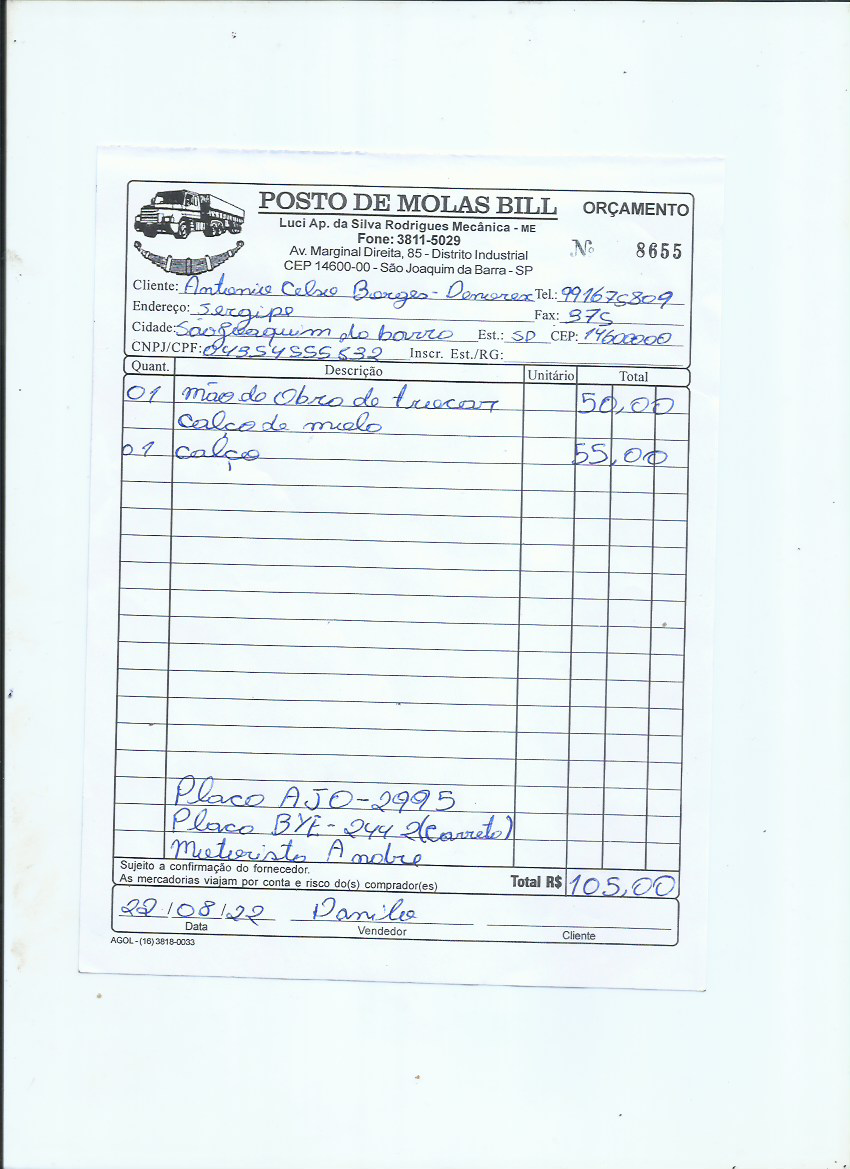 POSTO DE MOLAS BILL
ORÇAMENTO
Luci Ap. da Silva Rodrigues Mecânica - ME
Fone: 3811-5029
Nº 8655
Av. Marginal Direita, 85 - Distrito Industrial
CEP 14600-00 - São Joaquim da Barra - SP
Cliente: Antonio Celso Borges - Demarex Tel.: 991675809
Endereço: Sergipe Fax: 375
Cidade: São Joaquim da barra Est.: SP CEP: 14600000
CNPJ/CPF: 04354555632 Inscr. Est./RG:
Quant. Descrição Unitário Total
01 mão de Obra de trocar 50,00
calço de miolo
01 calço 55,00
Placa AJO-2995
Placa BYF-2442 (Carreta)
Motorista Andre
Sujeito a confirmação do fornecedor.
As mercadorias viajam por conta e risco do(s) comprador(es) Total R$ 105,00
22/08/22 Danilo
Data Vendedor Cliente
AGOL - (16) 3818-0033